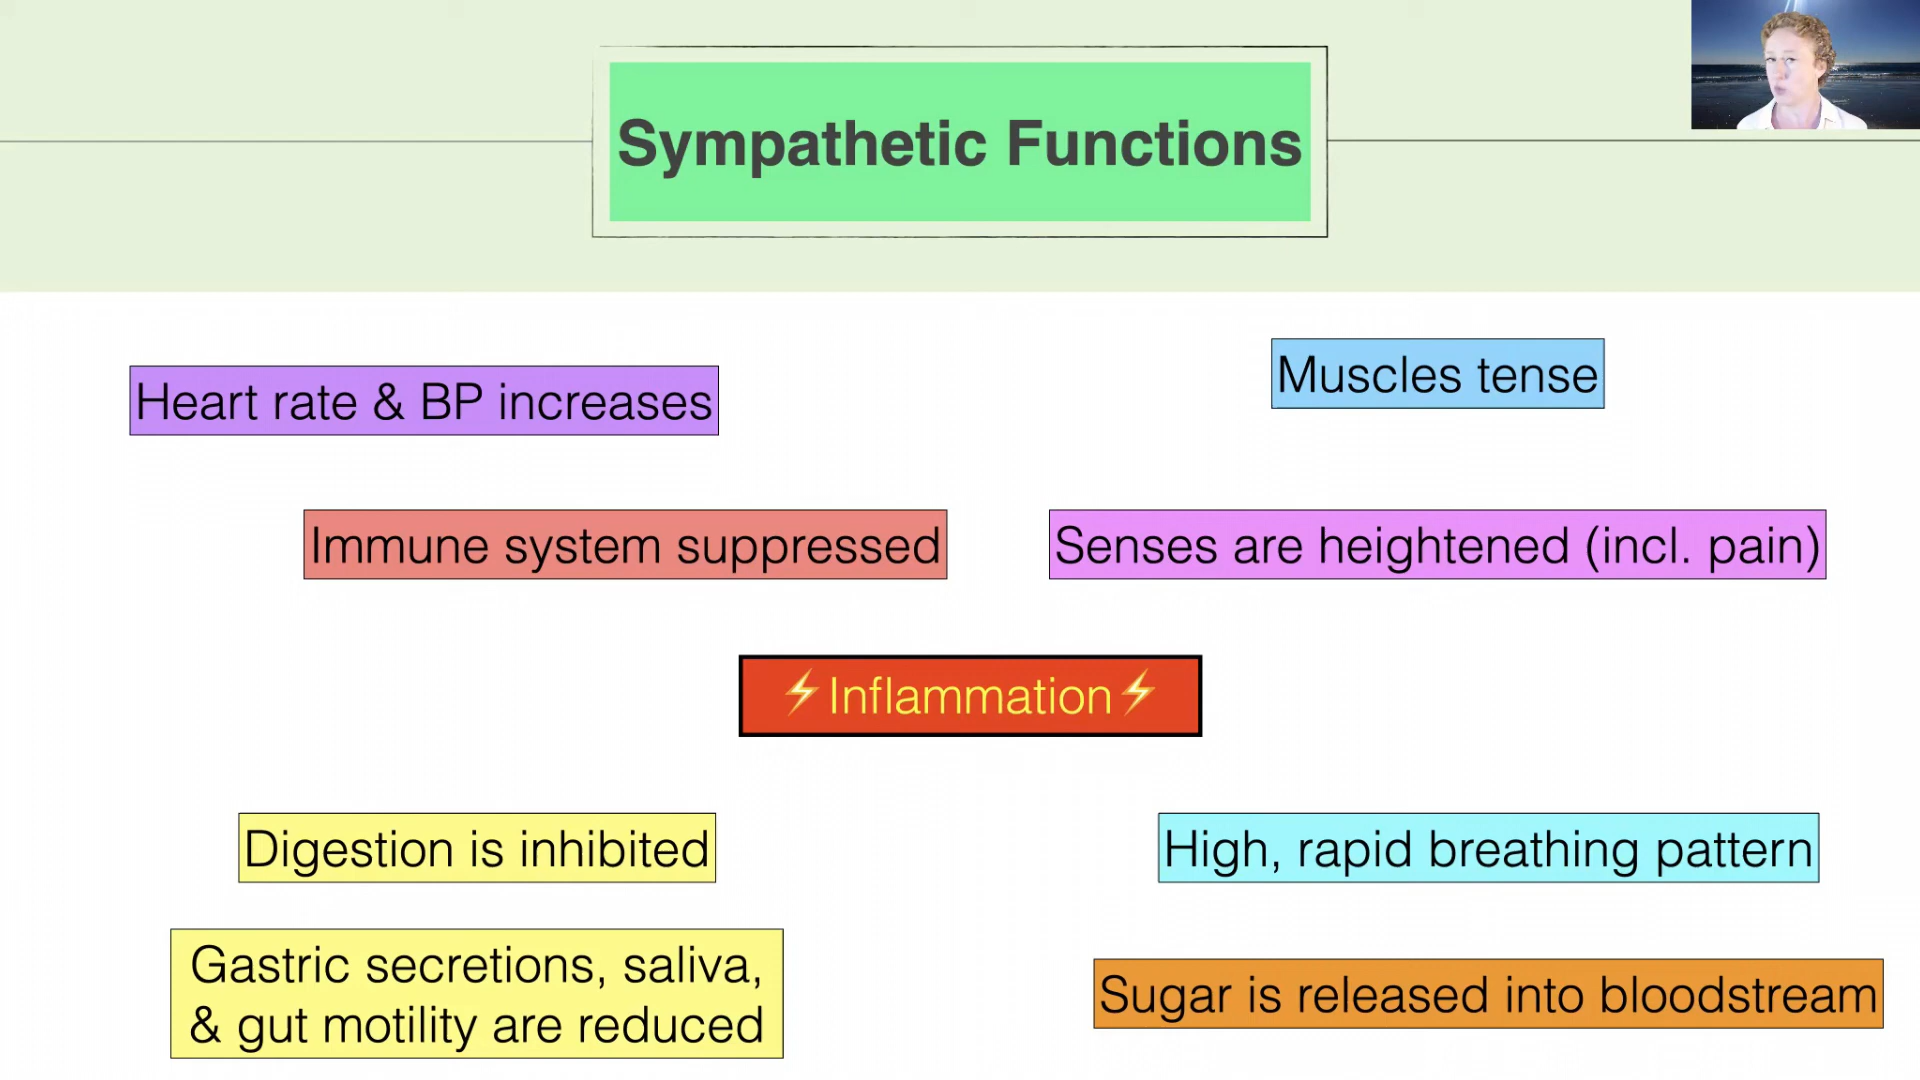 Sympathetic Functions
Heart rate & BP increases
Muscles tense
Immune system suppressed
Senses are heightened (incl. pain)
⚡Inflammation⚡
Digestion is inhibited
High, rapid breathing pattern
Gastric secretions, saliva,
& gut motility are reduced
Sugar is released into bloodstream